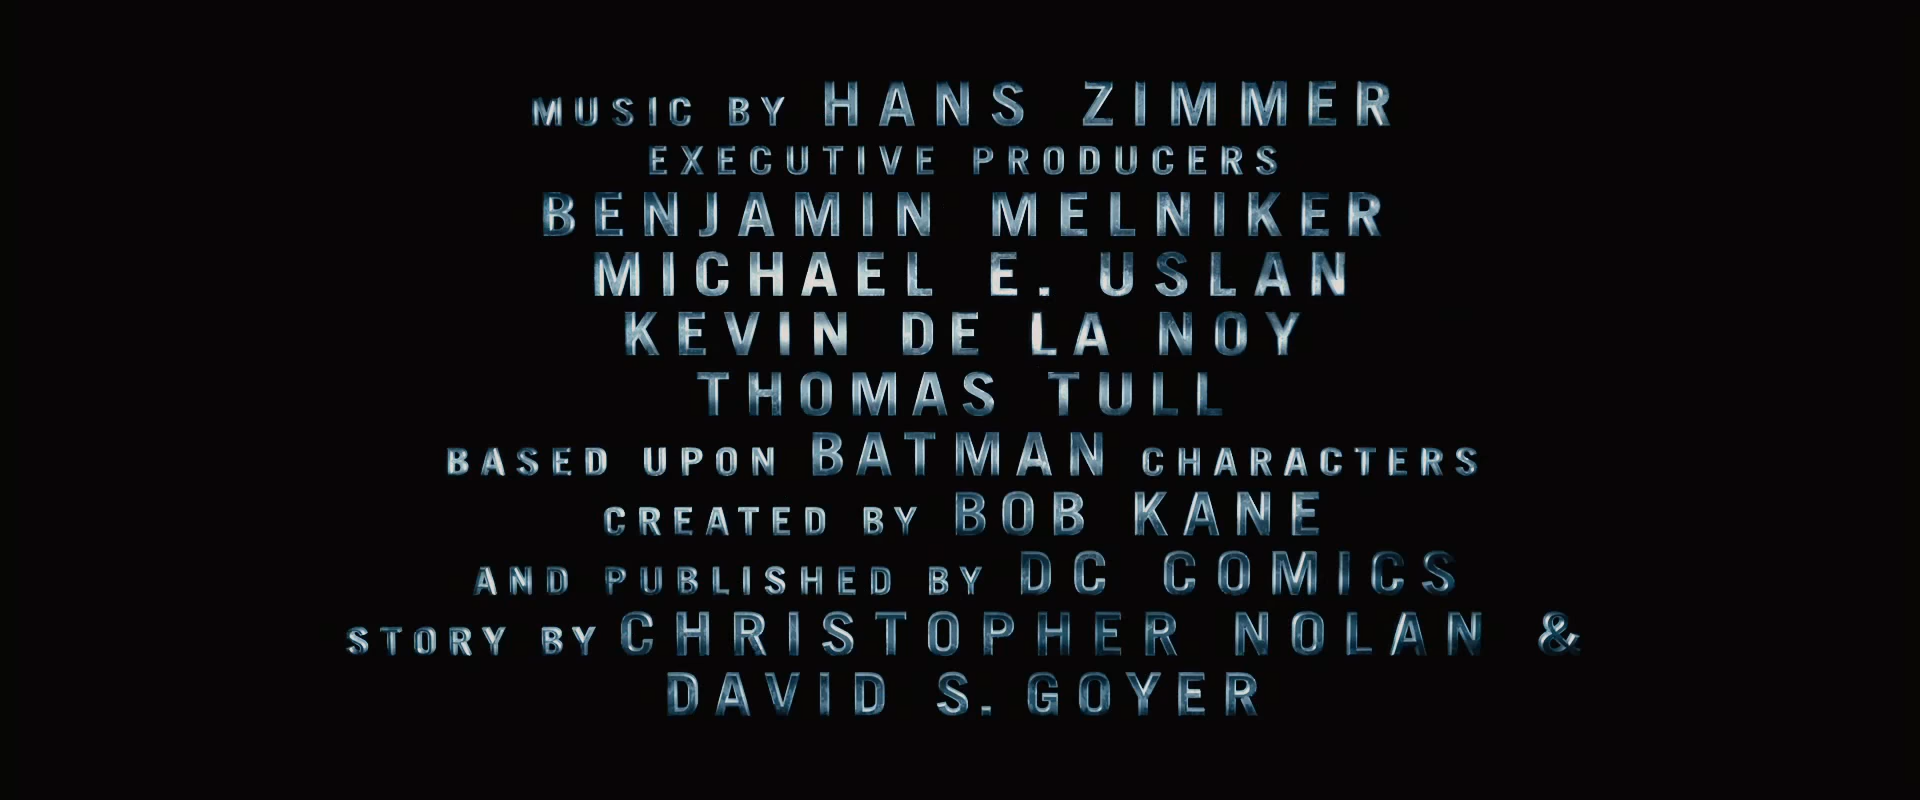 MUSIC BY HANS ZIMMER
EXECUTIVE PRODUCERS
BENJAMIN MELNIKER
MICHAEL E. USLAN
KEVIN DE LA NOY
THOMAS TULL
BASED UPON BATMAN CHARACTERS
CREATED BY BOB KANE
AND PUBLISHED BY DC COMICS
STORY BY CHRISTOPHER NOLAN &
DAVID S. GOYER